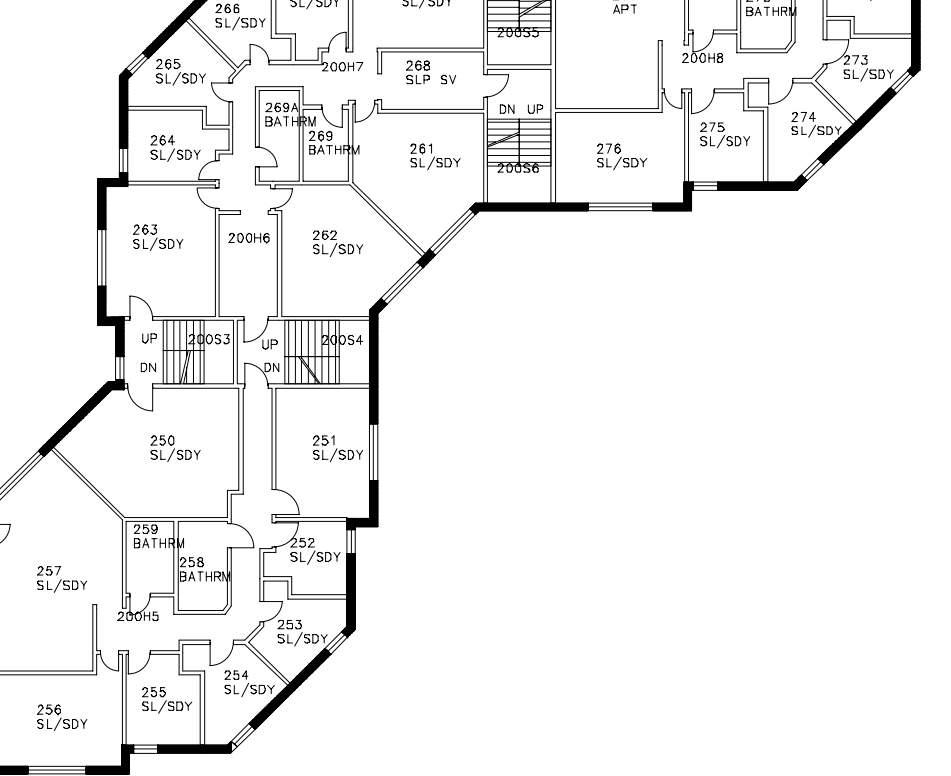 266
SL/SDY
SL/SDY
SL/SDY
200S5
APT
BATHRM
265
SL/SDY
200H7
268
SLP SV
200H8
273
SL/SDY
269A
BATHRM
DN UP
264
SL/SDY
269
BATHRM
261
SL/SDY
200S6
276
SL/SDY
275
SL/SDY
274
SL/SDY
263
SL/SDY
200H6
262
SL/SDY
UP
DN
200S3
UP
DN
200S4
250
SL/SDY
251
SL/SDY
259
BATHRM
258
BATHRM
252
SL/SDY
257
SL/SDY
200H5
253
SL/SDY
254
SL/SDY
255
SL/SDY
256
SL/SDY